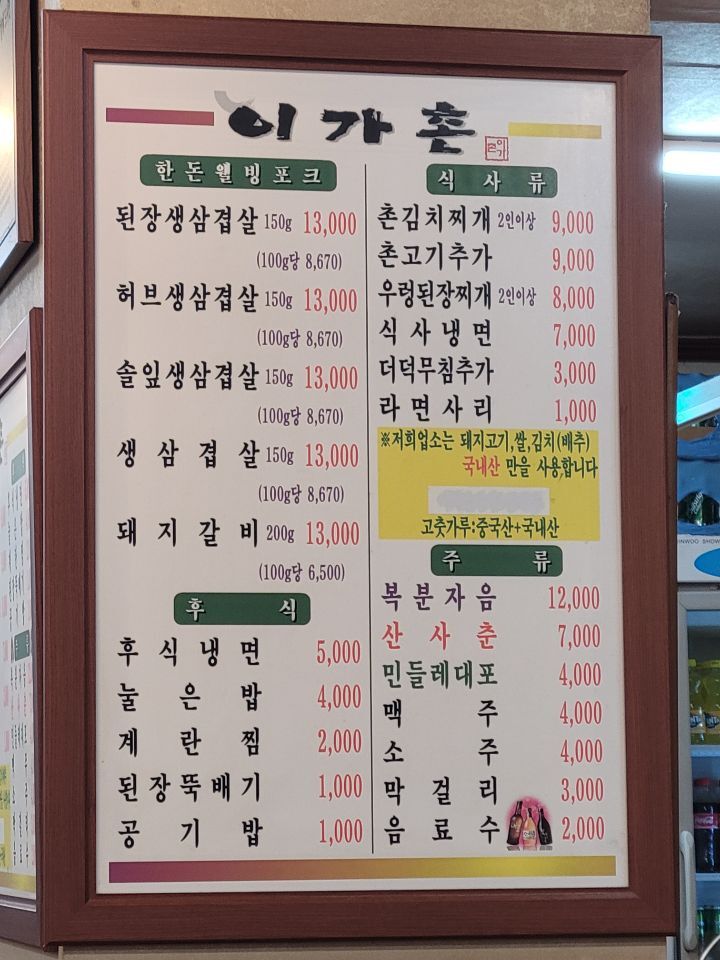 이가촌
이가촌
한돈웰빙포크
된장생삼겹살 150g 13,000
(100g당 8,670)
허브생삼겹살 150g 13,000
(100g당 8,670)
솔잎생삼겹살 150g 13,000
(100g당 8,670)
생삼겹살 150g 13,000
(100g당 8,670)
돼지갈비 200g 13,000
(100g당 6,500)
후식
후식냉면 5,000
눌은밥 4,000
계란찜 2,000
된장뚝배기 1,000
공기밥 1,000
식사류
촌김치찌개 2인이상 9,000
촌고기추가 9,000
우렁된장찌개 2인이상 8,000
식사냉면 7,000
더덕무침추가 3,000
라면사리 1,000
※저희업소는 돼지고기,쌀,김치(배추)
국내산 만을 사용합니다
고춧가루:중국산+국내산
주류
복분자음 12,000
산사춘 7,000
민들레대포 4,000
맥주 4,000
소주 4,000
막걸리 3,000
음료수 2,000